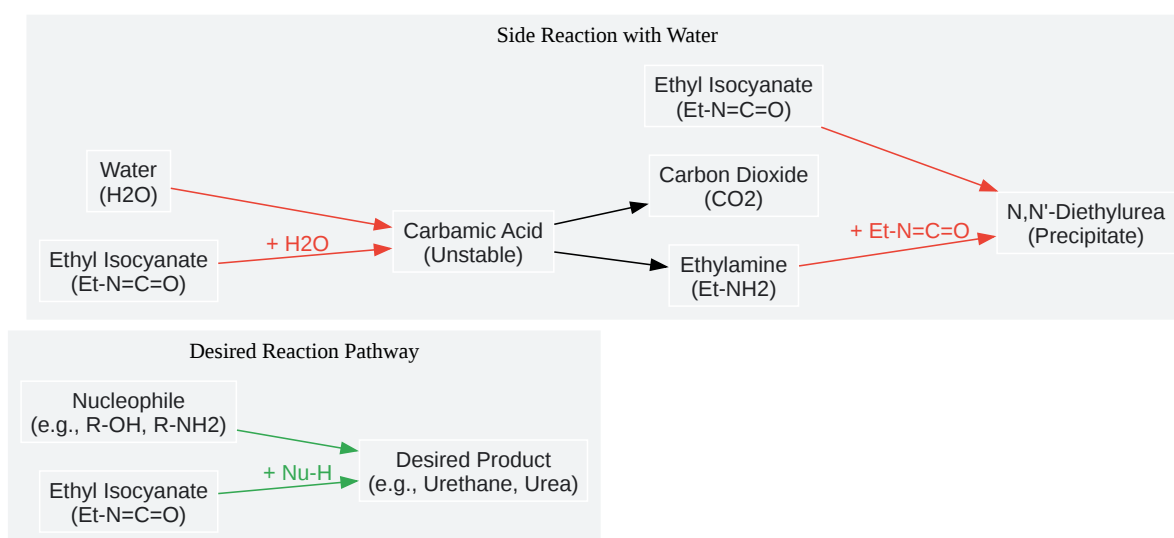 Side Reaction with Water
Ethyl Isocyanate
(Et-N=C=O)
Water
(H2O)
Carbon Dioxide
(CO2)
Carbamic Acid
(Unstable)
N,N'-Diethylurea
(Precipitate)
+ H2O
+ Et-N=C=O
Ethyl Isocyanate
(Et-N=C=O)
Ethylamine
(Et-NH2)
Desired Reaction Pathway
Nucleophile
(e.g., R-OH, R-NH2)
+ Nu-H
Desired Product
(e.g., Urethane, Urea)
Ethyl Isocyanate
(Et-N=C=O)